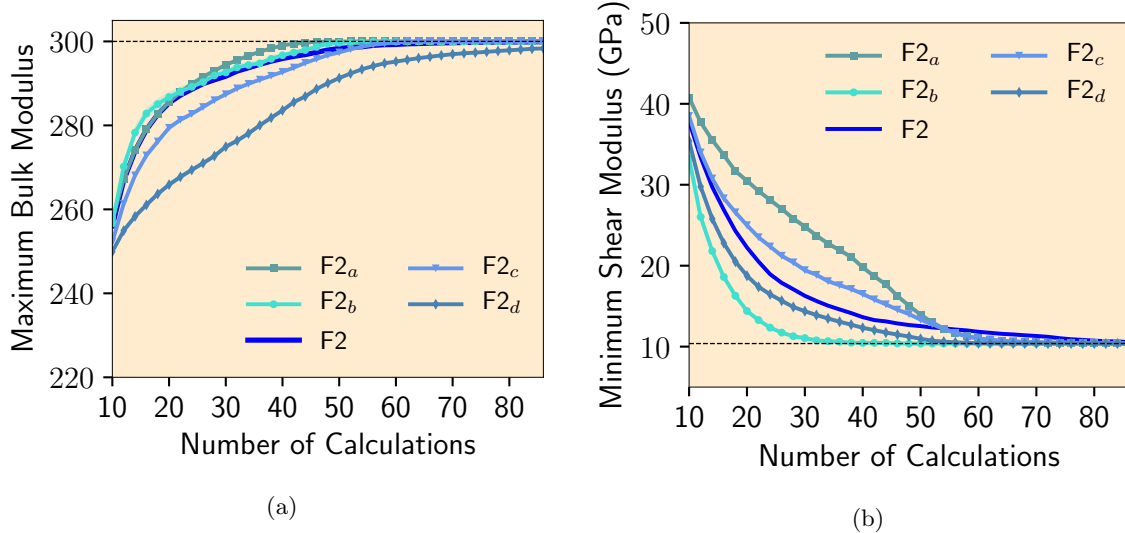 300
280
260
240
220
Maximum Bulk Modulus
F2a
F2b
F2
F2c
F2d
10 20 30 40 50 60 70 80
Number of Calculations
(a)
50
40
30
20
10
Minimum Shear Modulus (GPa)
F2a
F2b
F2
F2c
F2d
10 20 30 40 50 60 70 80
Number of Calculations
(b)